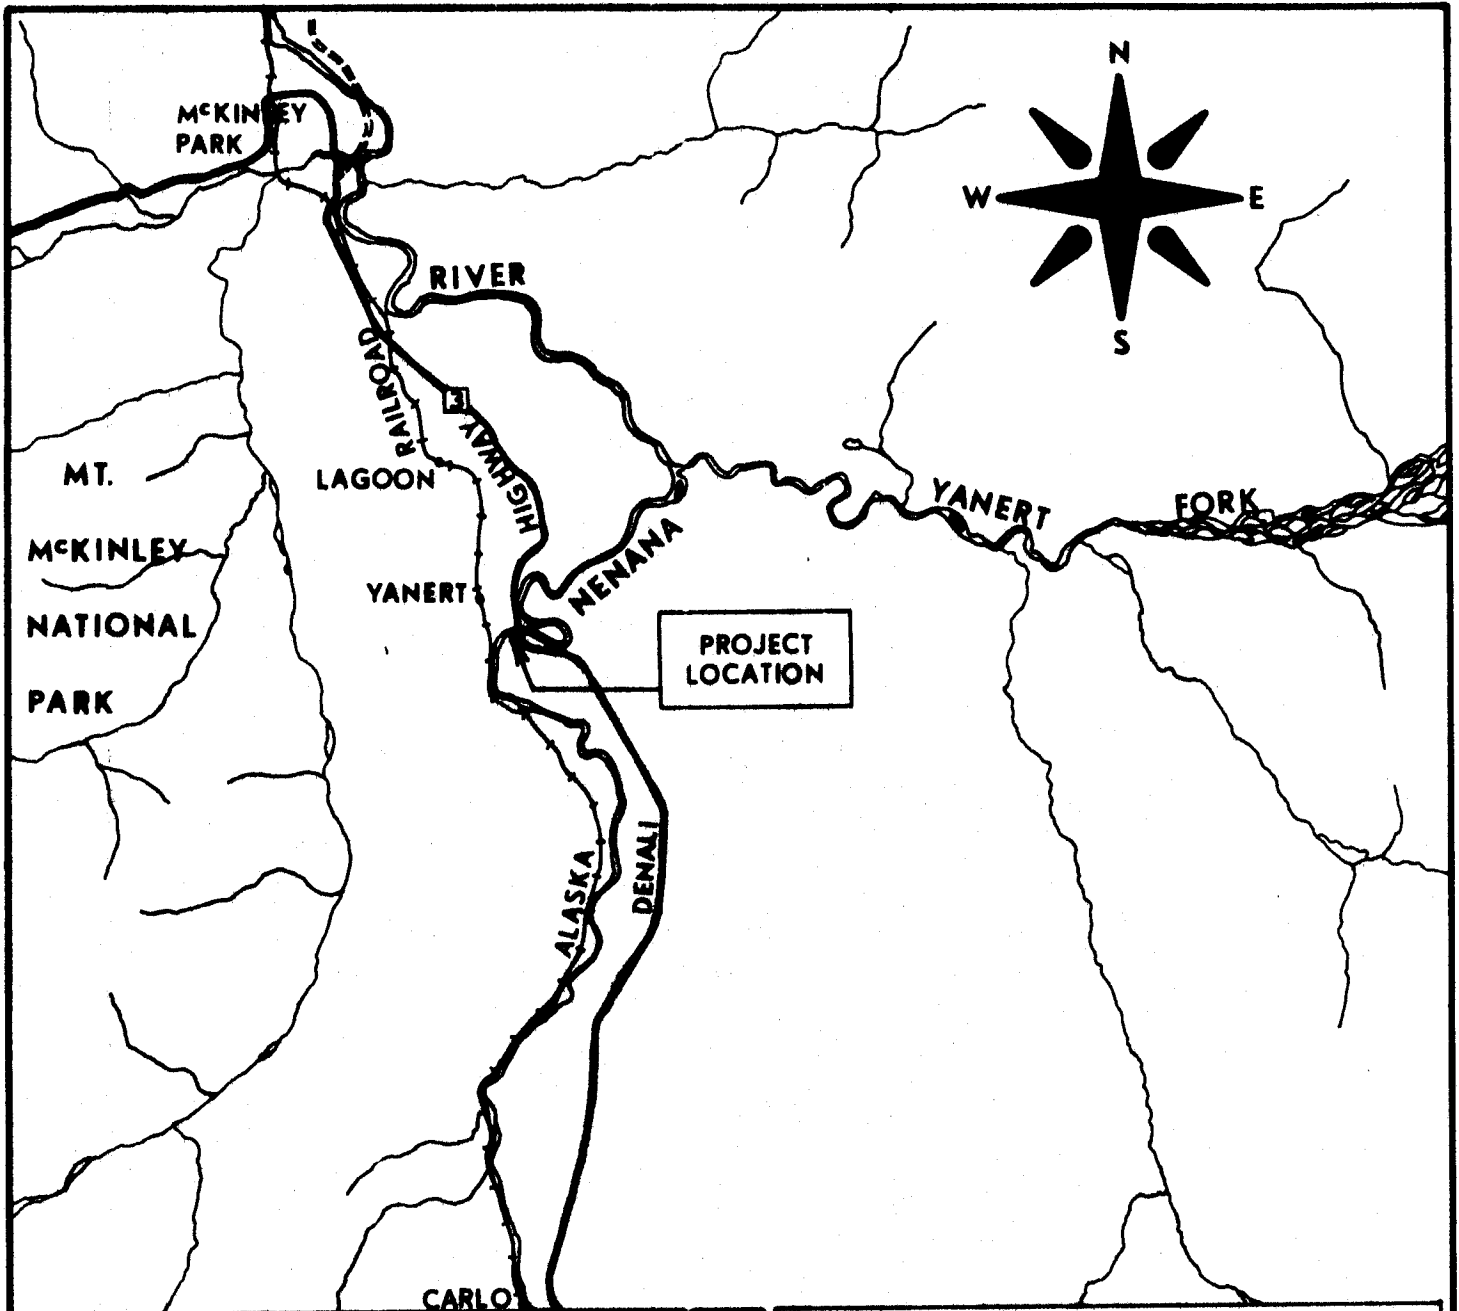 N
McKINLEY
PARK
W
E
RIVER
S
RAILROAD
3
HIGHWAY
MT.
LAGOON
YANERT
FORK
McKINLEY
NENANA
YANERT
NATIONAL
PROJECT
LOCATION
PARK
DENALI
ALASKA
CARLO